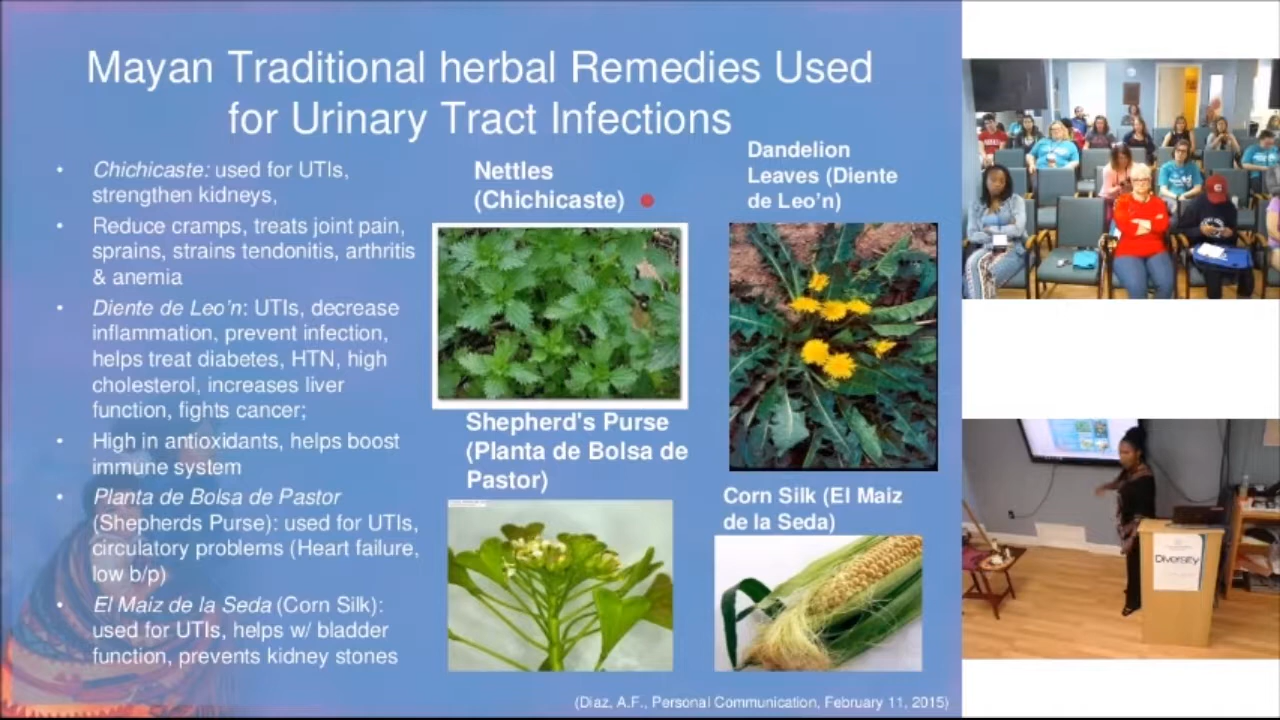 Mayan Traditional herbal Remedies Used
for Urinary Tract Infections
• Chichicaste: used for UTIs,
strengthen kidneys,
• Reduce cramps, treats joint pain,
sprains, strains tendonitis, arthritis
& anemia
• Diente de Leo’n: UTIs, decrease
inflammation, prevent infection,
helps treat diabetes, HTN, high
cholesterol, increases liver
function, fights cancer;
• High in antioxidants, helps boost
immune system
• Planta de Bolsa de Pastor
(Shepherds Purse): used for UTIs,
circulatory problems (Heart failure,
low b/p)
• El Maiz de la Seda (Corn Silk):
used for UTIs, helps w/ bladder
function, prevents kidney stones
Nettles
(Chichicaste)
Dandelion
Leaves (Diente
de Leo’n)
Shepherd's Purse
(Planta de Bolsa de
Pastor)
Corn Silk (El Maiz
de la Seda)
(Diaz, A.F., Personal Communication, February 11, 2015)
Diversity